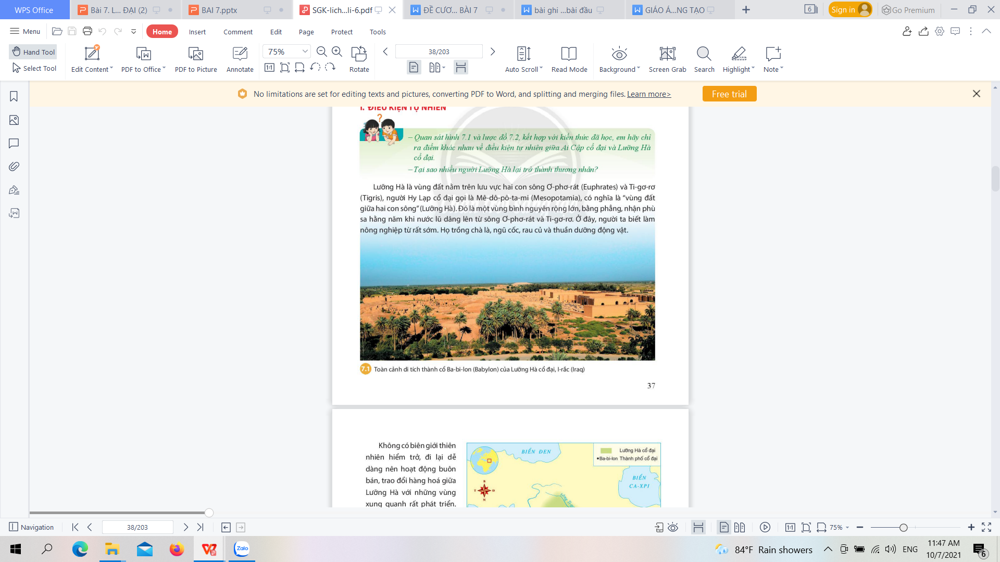 WPS Office
Bài 7. L... ĐẠI (2)
BAI 7.pptx
SGK-lich...li-6.pdf
ĐỀ CƯƠ... BÀI 7
bài ghi ...bài đầu
GIÁO Á...NG TẠO
6
Sign in
Go Premium
Menu
Home
Insert
Comment
Edit
Page
Protect
Tools
Hand Tool
Select Tool
Edit Content
PDF to Office
PDF to Picture
Annotate
75%
1:1
Rotate
38/203
Auto Scroll
Read Mode
Background
Screen Grab
Search
Highlight
Note
No limitations are set for editing texts and pictures, converting PDF to Word, and splitting and merging files. Learn more>
Free trial
I. ĐIỀU KIỆN TỰ NHIÊN
– Quan sát hình 7.1 và lược đồ 7.2, kết hợp với kiến thức đã học, em hãy chỉ
ra điểm khác nhau về điều kiện tự nhiên giữa Ai Cập cổ đại và Lưỡng Hà
cổ đại.
– Tại sao nhiều người Lưỡng Hà lại trở thành thương nhân?
Lưỡng Hà là vùng đất nằm trên lưu vực hai con sông Ơ-phơ-rát (Euphrates) và Ti-gơ-rơ
(Tigris), người Hy Lạp cổ đại gọi là Mê-dô-pô-ta-mi (Mesopotamia), có nghĩa là “vùng đất
giữa hai con sông” (Lưỡng Hà). Đó là một vùng bình nguyên rộng lớn, bằng phẳng, nhận phù
sa hằng năm khi nước lũ dâng lên từ sông Ơ-phơ-rát và Ti-gơ-rơ. Ở đây, người ta biết làm
nông nghiệp từ rất sớm. Họ trồng chà là, ngũ cốc, rau củ và thuần dưỡng động vật.
7.1 Toàn cảnh di tích thành cổ Ba-bi-lon (Babylon) của Lưỡng Hà cổ đại, I-rắc (Iraq)
37
Không có biên giới thiên
nhiên hiểm trở, đi lại dễ
dàng nên hoạt động buôn
bán, trao đổi hàng hoá giữa
Lưỡng Hà với những vùng
xung quanh rất phát triển.
BIỂN ĐEN
Lưỡng Hà cổ đại
•Ba-bi-lon Thành phố cổ đại
BIỂN
CA-XPI
B
T
Đ
N
Navigation
38/203
1:1
75%
Zalo
84°F Rain showers
ENG
11:47 AM
10/7/2021
6